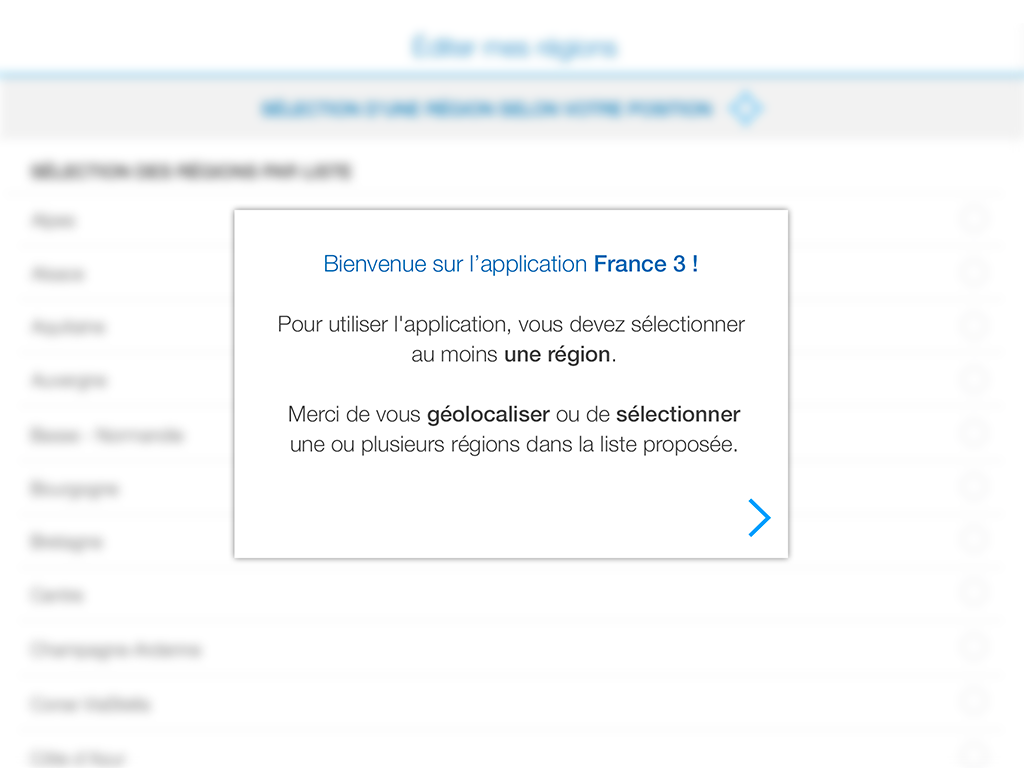 Éditer mes régions
SÉLECTION D'UNE RÉGION SELON VOTRE POSITION
SÉLECTION DES RÉGIONS PAR LISTE
Alpes
Alsace
Aquitaine
Auvergne
Bienvenue sur l’application France 3 !
Pour utiliser l'application, vous devez sélectionner
au moins une région.
Merci de vous géolocaliser ou de sélectionner
une ou plusieurs régions dans la liste proposée.
Basse - Normandie
Bourgogne
Bretagne
Centre
Champagne-Ardenne
Corse ViaStella
Côte d'Azur